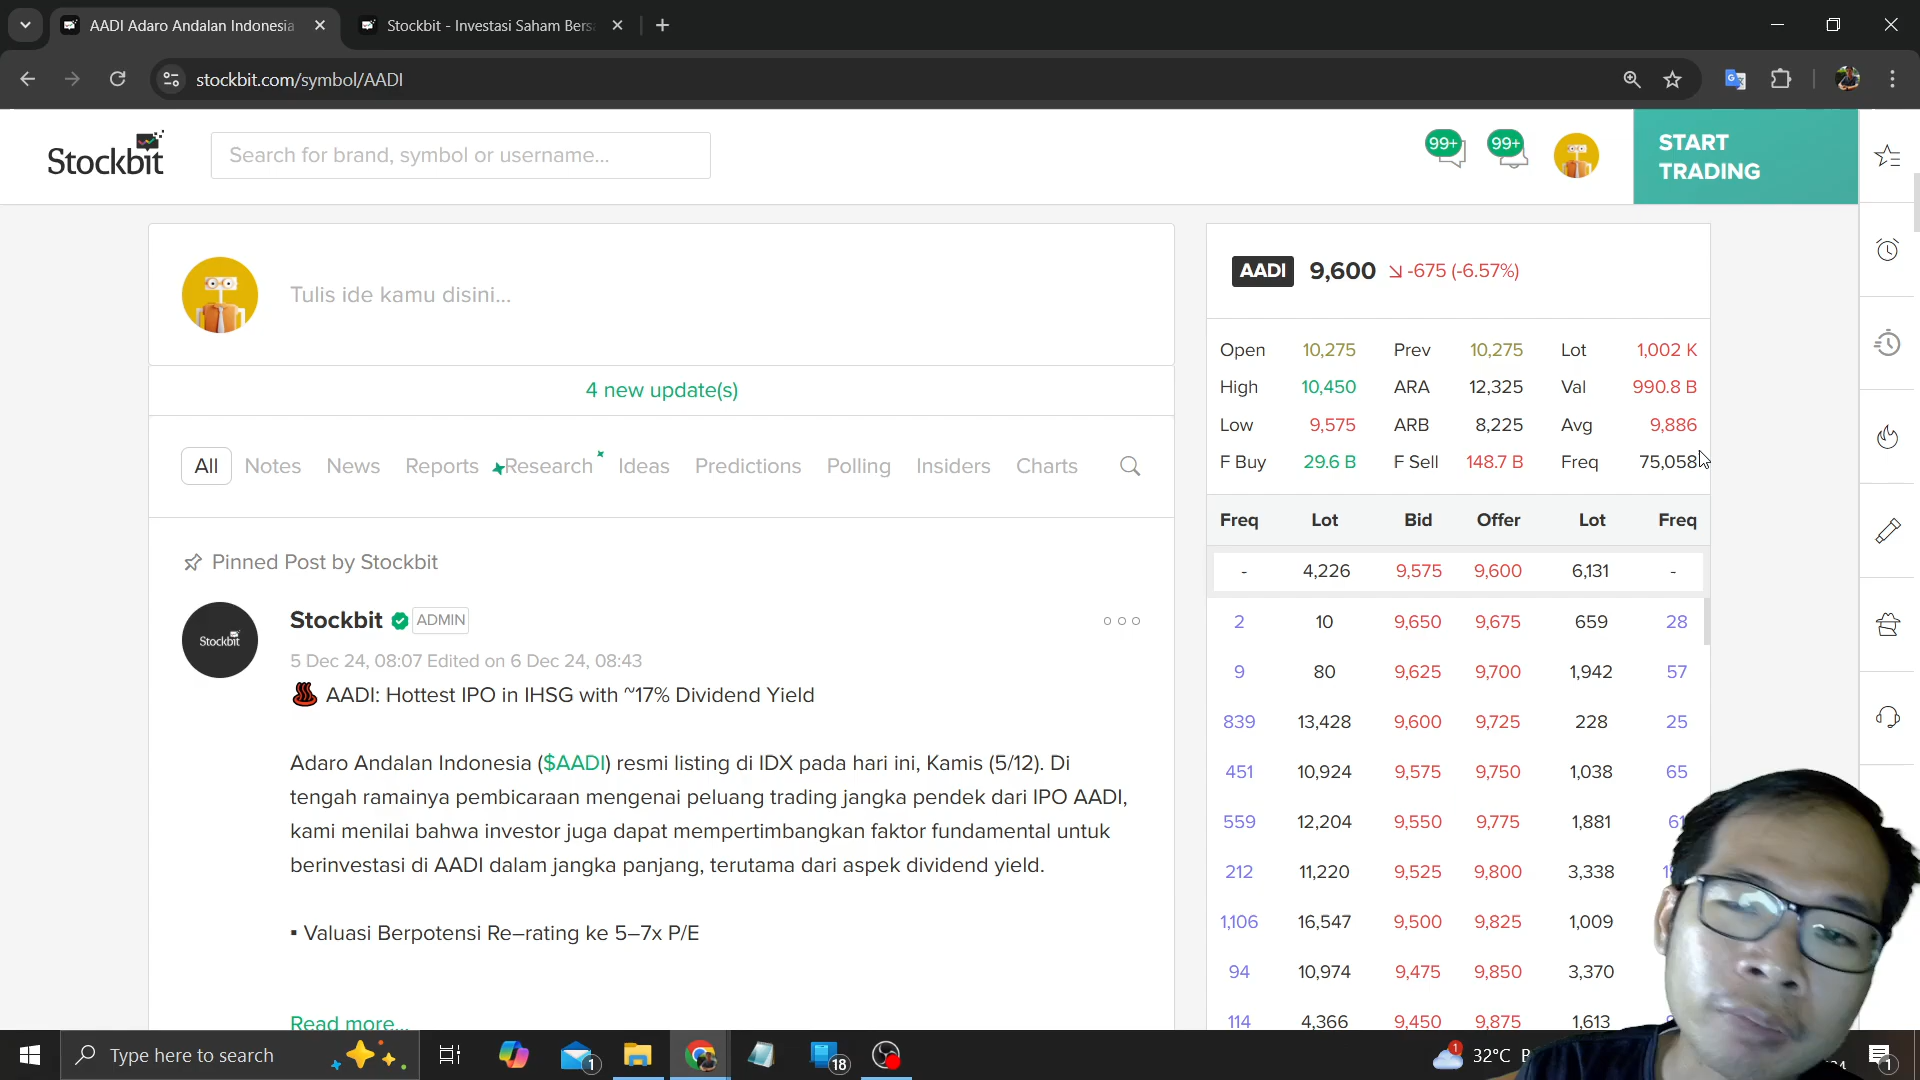 AADI Adaro Andalan Indonesia
Stockbit - Investasi Saham Bers
stockbit.com/symbol/AADI
Stockbit
Search for brand, symbol or username...
99+
99+
START
TRADING
Tulis ide kamu disini...
4 new update(s)
All Notes News Reports Research Ideas Predictions Polling Insiders Charts
Pinned Post by Stockbit
Stockbit
Stockbit ADMIN
5 Dec 24, 08:07 Edited on 6 Dec 24, 08:43
AADI: Hottest IPO in IHSG with ~17% Dividend Yield
Adaro Andalan Indonesia ($AADI) resmi listing di IDX pada hari ini, Kamis (5/12). Di
tengah ramainya pembicaraan mengenai peluang trading jangka pendek dari IPO AADI,
kami menilai bahwa investor juga dapat mempertimbangkan faktor fundamental untuk
berinvestasi di AADI dalam jangka panjang, terutama dari aspek dividend yield.
▪ Valuasi Berpotensi Re–rating ke 5–7x P/E
Read more...
AADI 9,600 -675 (-6.57%)
Open 10,275 Prev 10,275 Lot 1,002 K
High 10,450 ARA 12,325 Val 990.8 B
Low 9,575 ARB 8,225 Avg 9,886
F Buy 29.6 B F Sell 148.7 B Freq 75,058
Freq Lot Bid Offer Lot Freq
- 4,226 9,575 9,600 6,131 -
2 10 9,650 9,675 659 28
9 80 9,625 9,700 1,942 57
839 13,428 9,600 9,725 228 25
451 10,924 9,575 9,750 1,038 65
559 12,204 9,550 9,775 1,881
212 11,220 9,525 9,800 3,338
1,106 16,547 9,500 9,825 1,009
94 10,974 9,475 9,850 3,370
114 4,366 9,450 9,875 1,613
Type here to search
1
18
1
32°C
1